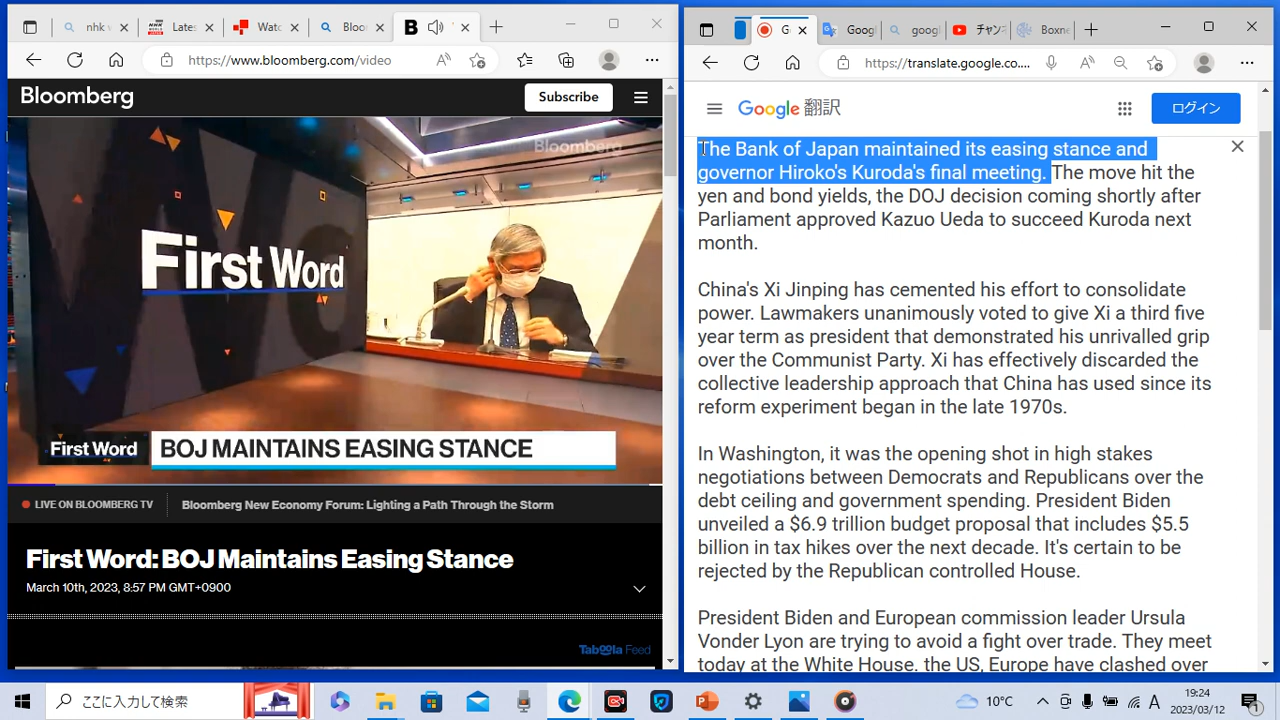 nhk w
Lates
Watc
Bloo
B
https://www.bloomberg.com/video
Bloomberg
Subscribe
Bloomberg
First Word
First Word BOJ MAINTAINS EASING STANCE
LIVE ON BLOOMBERG TV
Bloomberg New Economy Forum: Lighting a Path Through the Storm
First Word: BOJ Maintains Easing Stance
March 10th, 2023, 8:57 PM GMT+0900
Taboola Feed
G
Googl
googl
チャンネ
Boxne
https://translate.google.co....
Google 翻訳
ログイン
The Bank of Japan maintained its easing stance and
governor Hiroko's Kuroda's final meeting. The move hit the
yen and bond yields, the DOJ decision coming shortly after
Parliament approved Kazuo Ueda to succeed Kuroda next
month.
China's Xi Jinping has cemented his effort to consolidate
power. Lawmakers unanimously voted to give Xi a third five
year term as president that demonstrated his unrivalled grip
over the Communist Party. Xi has effectively discarded the
collective leadership approach that China has used since its
reform experiment began in the late 1970s.
In Washington, it was the opening shot in high stakes
negotiations between Democrats and Republicans over the
debt ceiling and government spending. President Biden
unveiled a $6.9 trillion budget proposal that includes $5.5
billion in tax hikes over the next decade. It's certain to be
rejected by the Republican controlled House.
President Biden and European commission leader Ursula
Vonder Lyon are trying to avoid a fight over trade. They meet
today at the White House. the US, Europe have clashed over
ここに入力して検索
10°C
A
19:24
2023/03/12
1